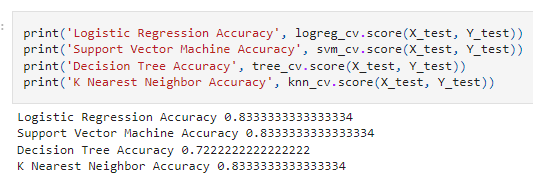 print('Logistic Regression Accuracy', logreg_cv.score(X_test, Y_test))
print('Support Vector Machine Accuracy', svm_cv.score(X_test, Y_test))
print('Decision Tree Accuracy', tree_cv.score(X_test, Y_test))
print('K Nearest Neighbor Accuracy', knn_cv.score(X_test, Y_test))
Logistic Regression Accuracy 0.8333333333333334
Support Vector Machine Accuracy 0.8333333333333334
Decision Tree Accuracy 0.7222222222222222
K Nearest Neighbor Accuracy 0.8333333333333334